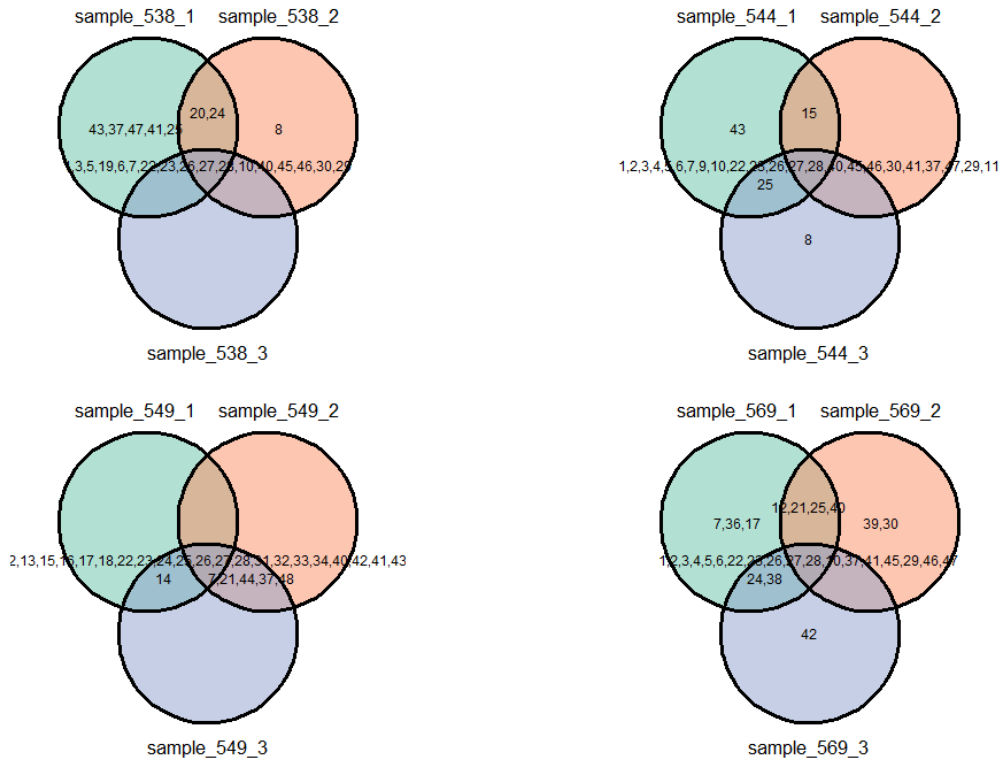 sample_538_1 sample_538_2
20,24
43,37,47,41,25 8
,3,5,19,6,7,22,23,26,27,28,10,40,45,46,30,29
sample_538_3
sample_544_1 sample_544_2
15
43
1,2,3,4,5,6,7,9,10,22,23,26,27,28,40,45,46,30,41,37,47,29,11
25
8
sample_544_3
sample_549_1 sample_549_2
2,13,15,16,17,18,22,23,24,25,26,27,28,31,32,33,34,40,42,41,43
14 7,21,44,37,48
sample_549_3
sample_569_1 sample_569_2
12,21,25,40
7,36,17 39,30
1,2,3,4,5,6,22,23,26,27,28,10,37,41,45,29,46,47
24,38
42
sample_569_3